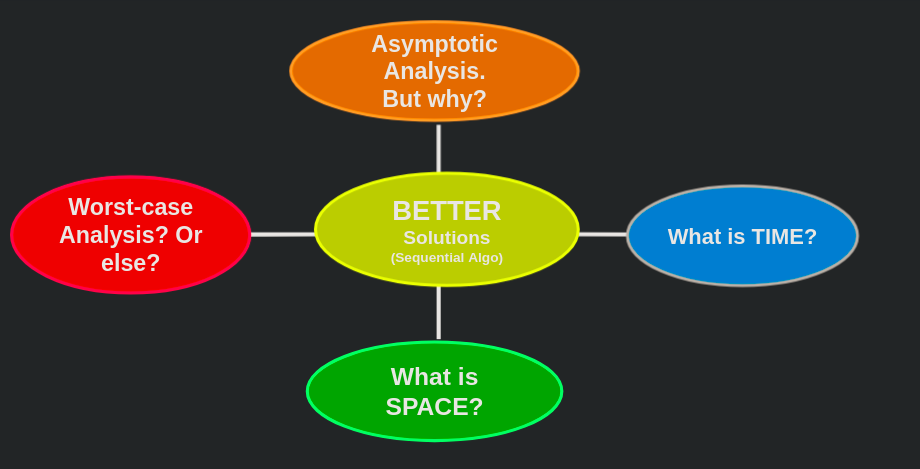 Asymptotic
Analysis.
But why?
Worst-case
Analysis? Or
else?
BETTER
Solutions
(Sequential Algo)
What is TIME?
What is
SPACE?